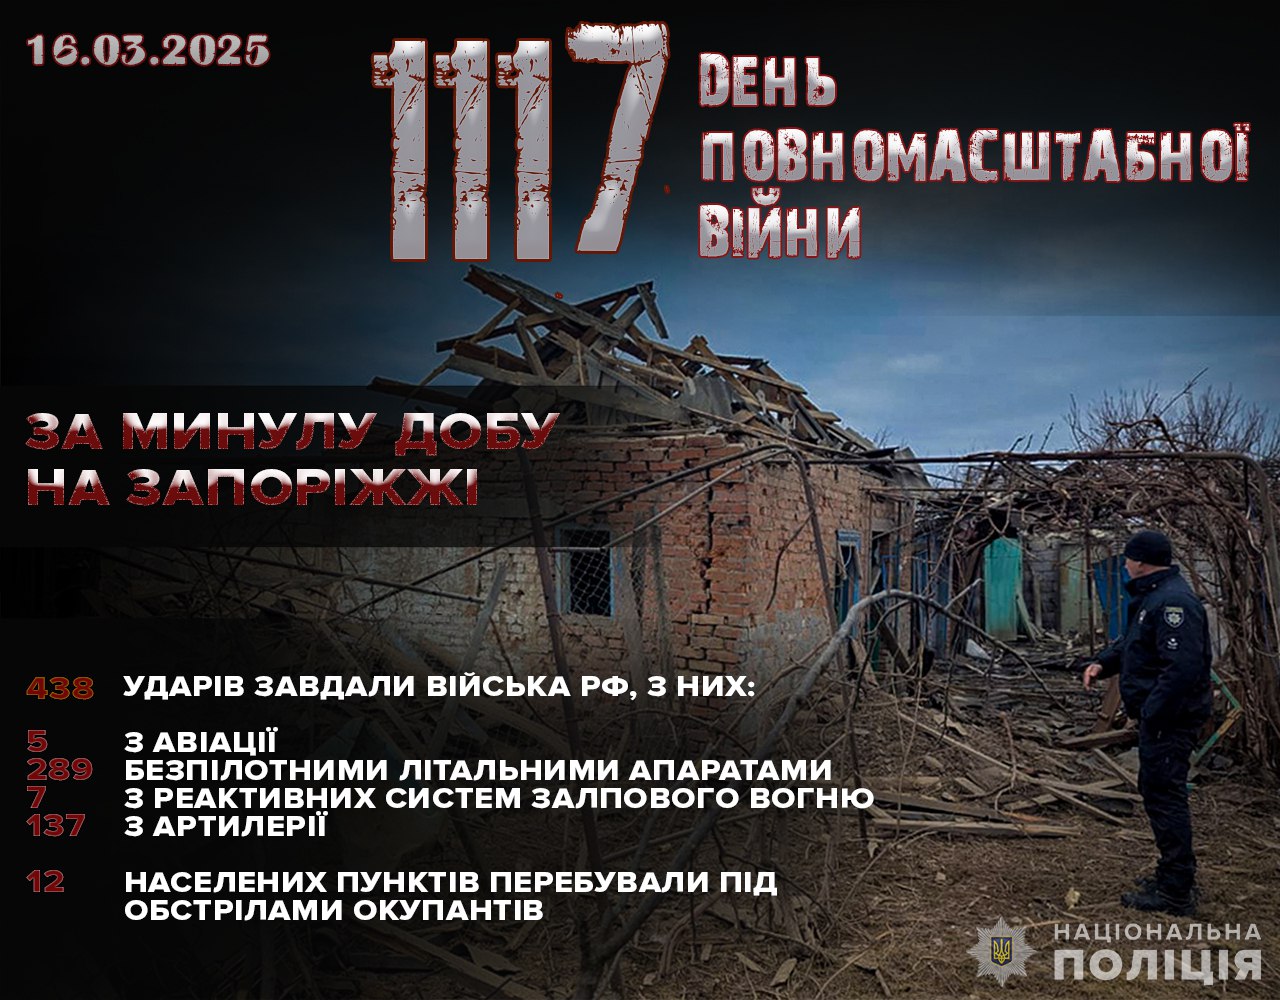 16.03.2025
1117
ДЕНЬ
ПОВНОМАСШТАБНОЇ
ВІЙНИ
ЗА МИНУЛУ ДОБУ
НА ЗАПОРІЖЖІ
438 УДАРІВ ЗАВДАЛИ ВІЙСЬКА РФ, З НИХ:
5 З АВІАЦІЇ
289 БЕЗПІЛОТНИМИ ЛІТАЛЬНИМИ АПАРАТАМИ
7 З РЕАКТИВНИХ СИСТЕМ ЗАЛПОВОГО ВОГНЮ
137 З АРТИЛЕРІЇ
12 НАСЕЛЕНИХ ПУНКТІВ ПЕРЕБУВАЛИ ПІД
ОБСТРІЛАМИ ОКУПАНТІВ
НАЦІОНАЛЬНА
ПОЛІЦІЯ